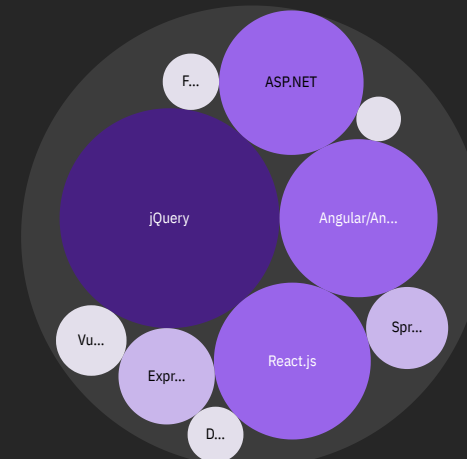 F...
ASP.NET
jQuery
Angular/An...
Spr...
Vu...
React.js
Expr...
D...